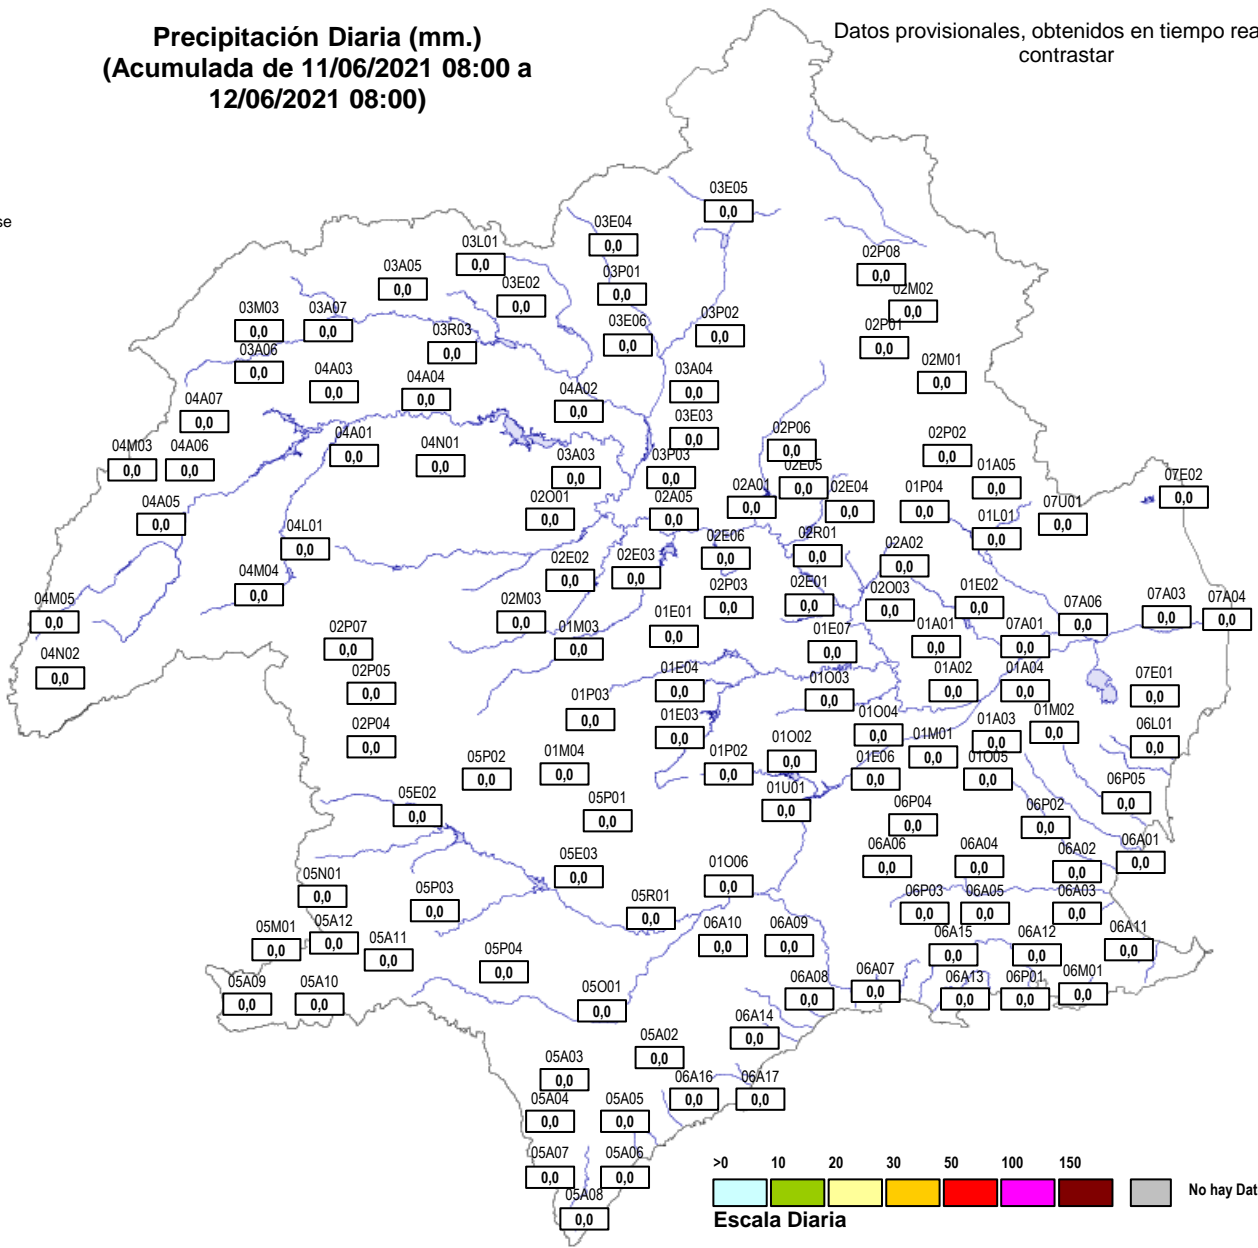 Precipitación Diaria (mm.)
(Acumulada de 11/06/2021 08:00 a
12/06/2021 08:00)
Datos provisionales, obtenidos en tiempo rea
contrastar
se
03E05
0,0
03E04
0,0
03L01
0,0
02P08
0,0
03A05
0,0
03P01
0,0
03E02
0,0
02M02
0,0
03M03
0,0
03A07
0,0
03P02
0,0
03E06
0,0
03R03
0,0
02P01
0,0
03A06
0,0
02M01
0,0
04A03
0,0
04A04
0,0
03A04
0,0
04A02
0,0
04A07
0,0
03E03
0,0
02P06
0,0
04A01
0,0
02P02
0,0
04N01
0,0
04M03
0,0
04A06
0,0
03A03
0,0
03P03
0,0
02E05
0,0
01A05
0,0
07E02
0,0
02A01
0,0
02E04
0,0
01P04
0,0
02O01
0,0
02A05
0,0
04A05
0,0
07U01
0,0
01L01
0,0
04L01
0,0
02E06
0,0
02R01
0,0
02A02
0,0
02E02
0,0
02E03
0,0
04M04
0,0
02P03
0,0
02E01
0,0
02O03
0,0
01E02
0,0
07A03
0,0
07A04
0,0
04M05
0,0
02M03
0,0
07A06
0,0
01E01
0,0
02P07
0,0
01M03
0,0
01E07
0,0
01A01
0,0
07A01
0,0
04N02
0,0
02P05
0,0
01E04
0,0
01O03
0,0
01A02
0,0
01A04
0,0
07E01
0,0
01P03
0,0
01E03
0,0
01O04
0,0
01A03
0,0
01M02
0,0
02P04
0,0
06L01
0,0
01M01
0,0
01O02
0,0
05P02
0,0
01M04
0,0
01P02
0,0
01E06
0,0
01O05
0,0
05E02
0,0
05P01
0,0
01U01
0,0
06P05
0,0
06P04
0,0
06P02
0,0
05E03
0,0
01O06
0,0
06A06
0,0
06A04
0,0
06A02
0,0
06A01
0,0
05N01
0,0
05P03
0,0
05R01
0,0
06P03
0,0
06A05
0,0
06A03
0,0
05M01
0,0
05A12
0,0
05A11
0,0
06A10
0,0
06A09
0,0
06A15
0,0
06A12
0,0
06A11
0,0
05P04
0,0
05A09
0,0
05A10
0,0
05O01
0,0
06A08
0,0
06A07
0,0
06A13
0,0
06P01
0,0
06M01
0,0
06A14
0,0
05A02
0,0
05A03
0,0
06A16
0,0
06A17
0,0
05A04
0,0
05A05
0,0
05A07
0,0
05A06
0,0
05A08
0,0
>0 10 20 30 50 100 150
No hay Dat
Escala Diaria